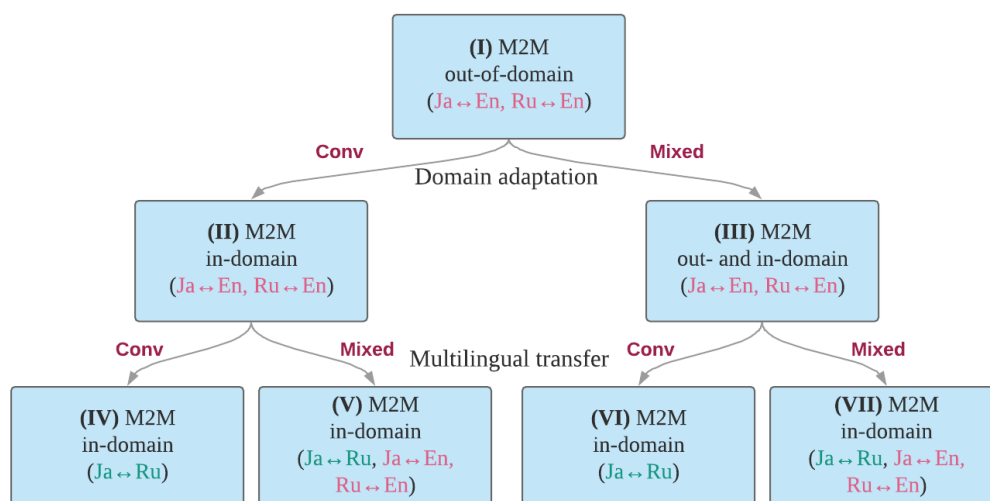 (I) M2M
out-of-domain
(Ja↔En, Ru↔En)
Conv
Mixed
Domain adaptation
(II) M2M
in-domain
(Ja↔En, Ru↔En)
(III) M2M
out- and in-domain
(Ja↔En, Ru↔En)
Conv
Mixed
Multilingual transfer
Conv
Mixed
(IV) M2M
in-domain
(Ja↔Ru)
(V) M2M
in-domain
(Ja↔Ru, Ja↔En,
Ru↔En)
(VI) M2M
in-domain
(Ja↔Ru)
(VII) M2M
in-domain
(Ja↔Ru, Ja↔En,
Ru↔En)